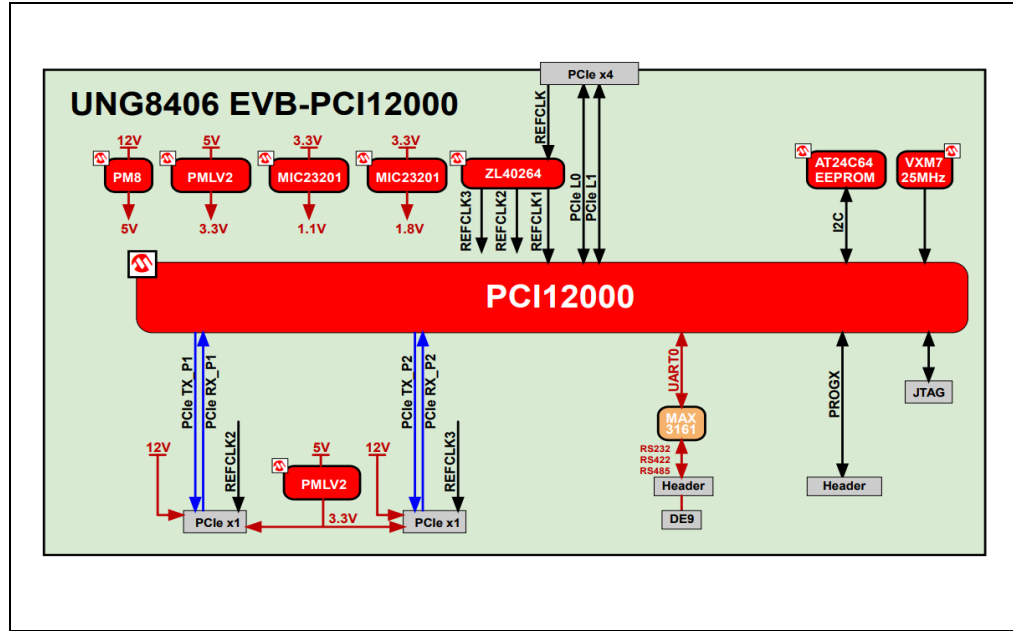 PCIe x4
UNG8406 EVB-PCI12000
REFCLK
12V
5V
3.3V
3.3V
PM8
PMLV2
MIC23201
MIC23201
ZL40264
AT24C64
EEPROM
VXM7
25MHz
5V
3.3V
1.1V
1.8V
REFCLK3
REFCLK2
REFCLK1
PCIe L0
PCIe L1
I2C
PCI12000
PCIe TX_P1
PCIe RX_P1
PCIe TX_P2
PCIe RX_P2
UART0
PROGX
JTAG
MAX
3161
12V
REFCLK2
5V
12V
REFCLK3
RS232
RS422
RS485
PMLV2
Header
Header
PCIe x1
3.3V
PCIe x1
DE9